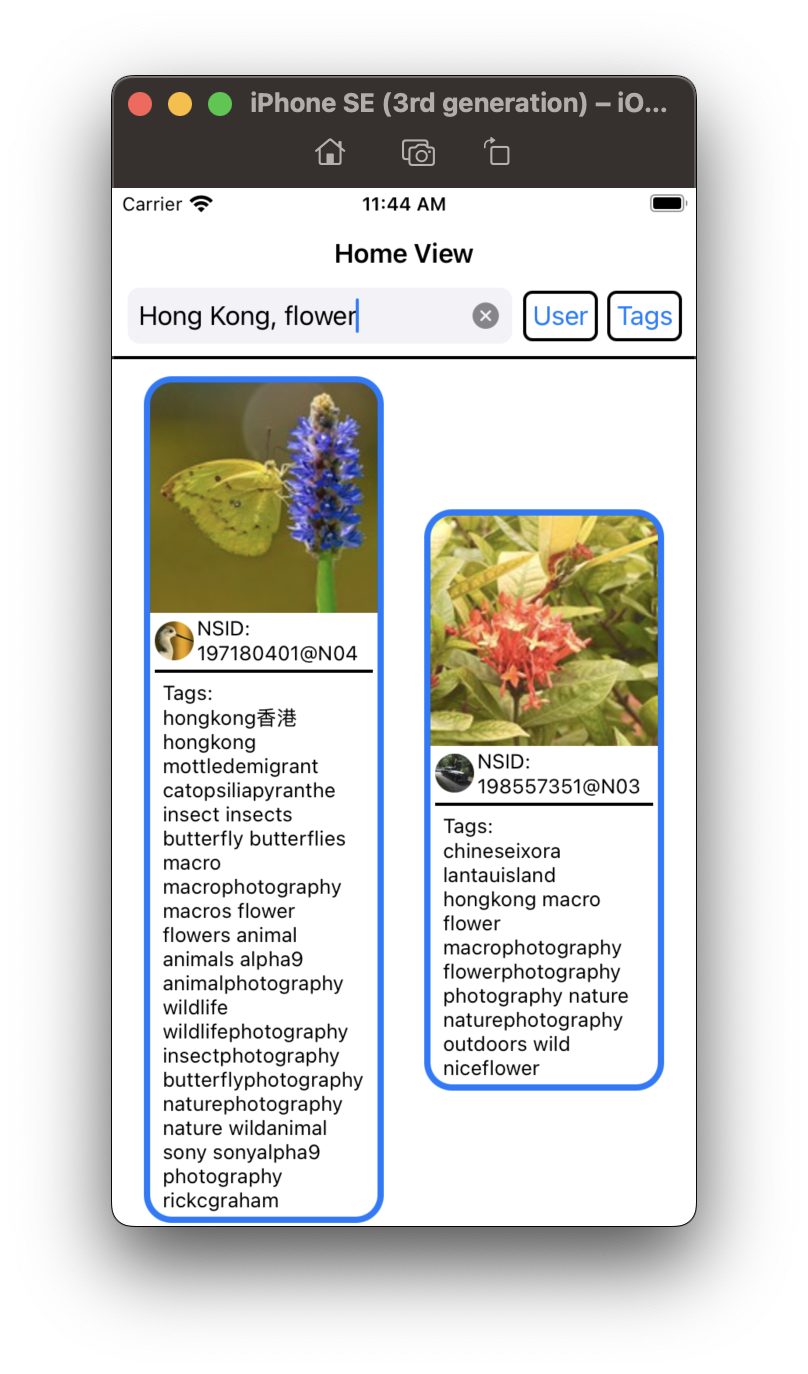 iPhone SE (3rd generation) – iO...
Carrier
11:44 AM
Home View
Hong Kong, flower
User
Tags
NSID:
197180401@N04
Tags:
hongkong香港
hongkong
mottledemigrant
catopsiliapyranthe
insect insects
butterfly butterflies
macro
macrophotography
macros flower
flowers animal
animals alpha9
animalphotography
wildlife
wildlifephotography
insectphotography
butterflyphotography
naturephotography
nature wildanimal
sony sonyalpha9
photography
rickcgraham
NSID:
198557351@N03
Tags:
chineseixora
lantauisland
hongkong macro
flower
macrophotography
flowerphotography
photography nature
naturephotography
outdoors wild
niceflower